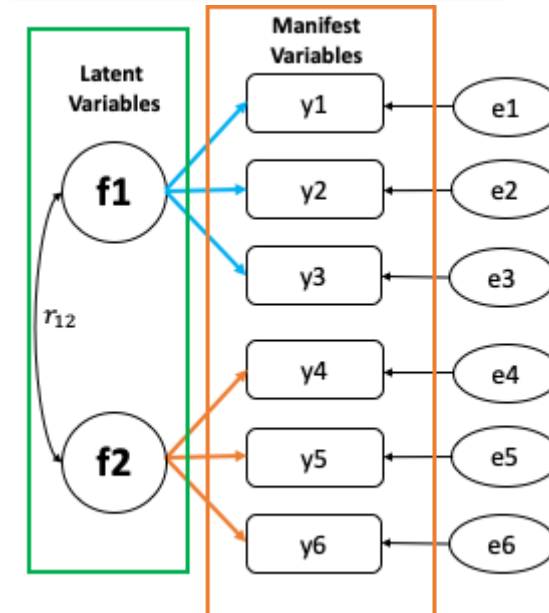 Manifest
Variables
Latent
Variables
y1
e1
f1
y2
e2
y3
e3
r12
y4
e4
f2
y5
e5
y6
e6